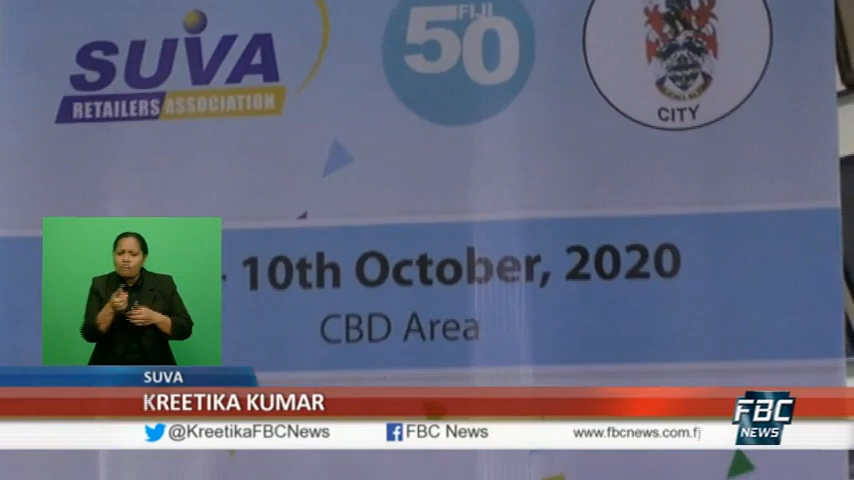 SUVA
RETAILERS ASSOCIATION
FIJI
50
CITY
- 10th October, 2020
CBD Area
SUVA
KREETIKA KUMAR
@KreetikaFBCNews
FBC News
www.fbcnews.com.fj
FBC
NEWS